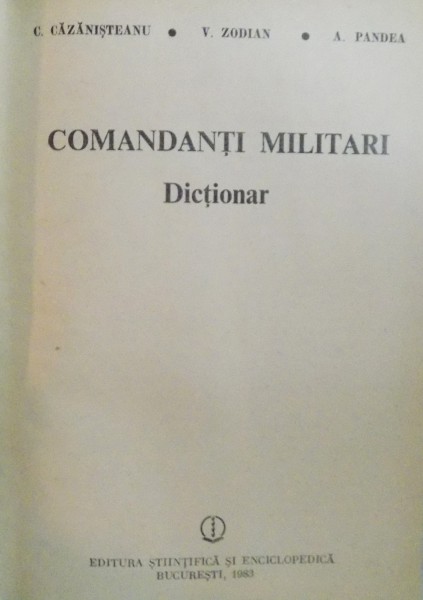 C. CĂZĂNIȘTEANU • V. ZODIAN • A. PANDEA
COMANDANȚI MILITARI
Dicționar
EDITURA ȘTIINȚIFICĂ ȘI ENCICLOPEDICĂ
BUCUREȘTI, 1983